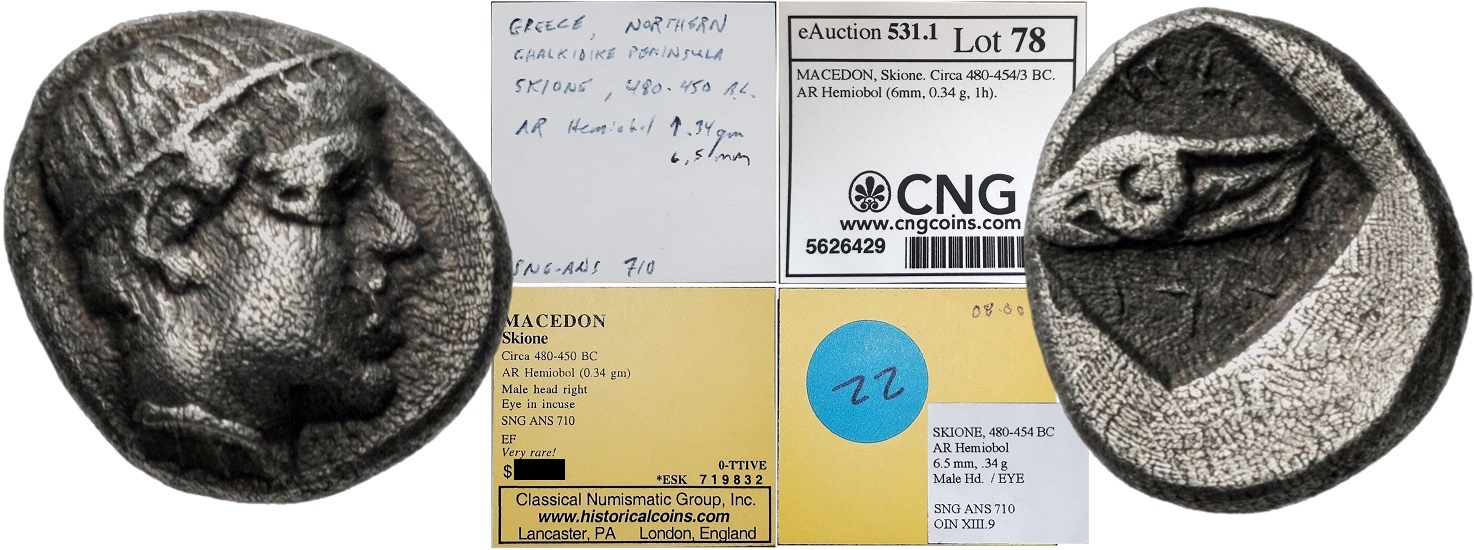 GREECE, NORTHERN
CHALKIDIKE PENINSULA
SKIONE, 480-450 BC.
AR Hemiobol ↑ .34 gm
6.5 mm
SNG-ANS 710
eAuction 531.1 Lot 78
MACEDON, Skione. Circa 480-454/3 BC.
AR Hemiobol (6mm, 0.34 g, 1h).
CNG
www.cngcoins.com
5626429
MACEDON
Skione
Circa 480-450 BC
AR Hemiobol (0.34 gm)
Male head right
Eye in incuse
SNG ANS 710
EF
Very rare!
$
0-TTIVE
*ESK 719832
Classical Numismatic Group, Inc.
www.historicalcoins.com
Lancaster, PA London, England
08-00
22
SKIONE, 480-454 BC
AR Hemiobol
6.5 mm, .34 g
Male Hd. / EYE
SNG ANS 710
OIN XIII.9